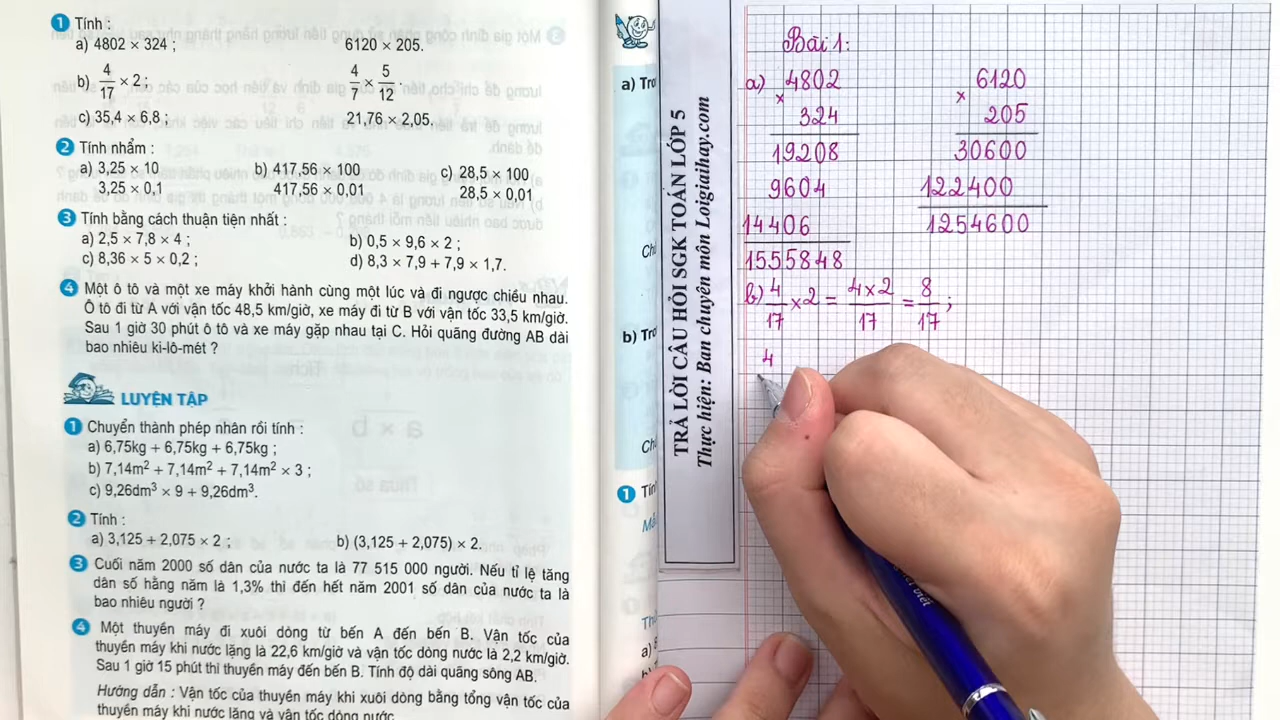 1 Tính :
a) 4802 × 324 ; 6120 × 205.
b) 4/17 × 2 ; 4/7 × 5/12 .
c) 35,4 × 6,8 ; 21,76 × 2,05.
2 Tính nhẩm :
a) 3,25 × 10 b) 417,56 × 100 c) 28,5 × 100
3,25 × 0,1 417,56 × 0,01 28,5 × 0,01
3 Tính bằng cách thuận tiện nhất :
a) 2,5 × 7,8 × 4 ; b) 0,5 × 9,6 × 2 ;
c) 8,36 × 5 × 0,2 ; d) 8,3 × 7,9 + 7,9 × 1,7.
4 Một ô tô và một xe máy khởi hành cùng một lúc và đi ngược chiều nhau.
Ô tô đi từ A với vận tốc 48,5 km/giờ, xe máy đi từ B với vận tốc 33,5 km/giờ.
Sau 1 giờ 30 phút ô tô và xe máy gặp nhau tại C. Hỏi quãng đường AB dài
bao nhiêu ki-lô-mét ?
LUYỆN TẬP
1 Chuyển thành phép nhân rồi tính :
a) 6,75kg + 6,75kg + 6,75kg ;
b) 7,14m² + 7,14m² + 7,14m² × 3 ;
c) 9,26dm³ × 9 + 9,26dm³.
2 Tính :
a) 3,125 + 2,075 × 2 ; b) (3,125 + 2,075) × 2.
3 Cuối năm 2000 số dân của nước ta là 77 515 000 người. Nếu tỉ lệ tăng
dân số hằng năm là 1,3% thì đến hết năm 2001 số dân của nước ta là
bao nhiêu người ?
4 Một thuyền máy đi xuôi dòng từ bến A đến bến B. Vận tốc của
thuyền máy khi nước lặng là 22,6 km/giờ và vận tốc dòng nước là 2,2 km/giờ.
Sau 1 giờ 15 phút thì thuyền máy đến bến B. Tính độ dài quãng sông AB.
Hướng dẫn : Vận tốc của thuyền máy khi xuôi dòng bằng tổng vận tốc của
thuyền máy khi nước lặng và vận tốc dòng nước.
a) Trо
b) Trо
1
TRẢ LỜI CÂU HỎI SGK TOÁN LỚP 5
Thực hiện: Ban chuyên môn Loigiaihay.com
Bài 1:
a) 4802 6120
× 324 × 205
19208 30600
9604 122400
14406 1254600
1555848
b) 4/17 × 2 = 4×2/17 = 8/17 ;
4